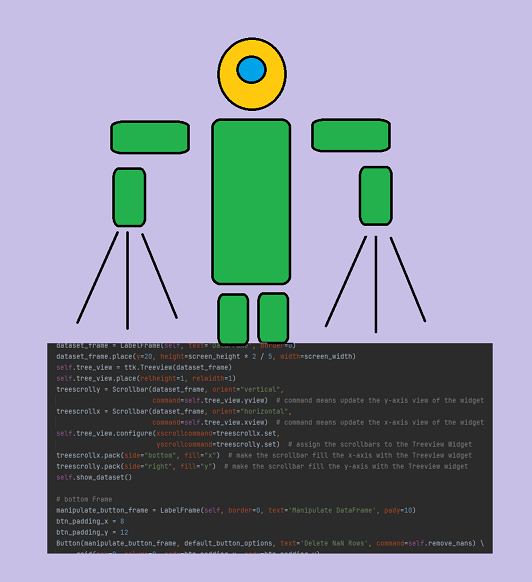 dataset_frame = LabelFrame(self, text='DataFrame', border=0)
dataset_frame.place(y=20, height=screen_height * 2 / 5, width=screen_width)
self.tree_view = ttk.Treeview(dataset_frame)
self.tree_view.place(relheight=1, relwidth=1)
treescrolly = Scrollbar(dataset_frame, orient="vertical",
command=self.tree_view.yview)  # command means update the y-axis view of the widget
treescrollx = Scrollbar(dataset_frame, orient="horizontal",
command=self.tree_view.xview)  # command means update the x-axis view of the widget
self.tree_view.configure(xscrollcommand=treescrollx.set,
yscrollcommand=treescrolly.set)  # assign the scrollbars to the Treeview Widget
treescrollx.pack(side="bottom", fill="x")  # make the scrollbar fill the x-axis with the Treeview widget
treescrolly.pack(side="right", fill="y")  # make the scrollbar fill the y-axis with the Treeview widget
self.show_dataset()
# bottom Frame
manipulate_button_frame = LabelFrame(self, border=0, text='Manipulate DataFrame', pady=10)
btn_padding_x = 8
btn_padding_y = 12
Button(manipulate_button_frame, default_button_options, text='Delete NaN Rows', command=self.remove_nans) \